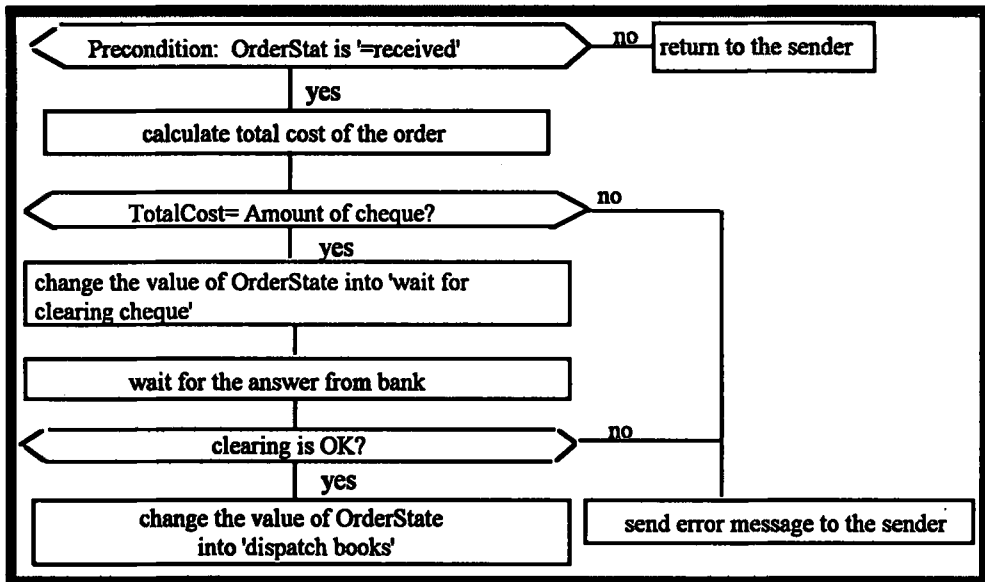 Precondition: OrderStat is '=received'
no
return to the sender
yes
calculate total cost of the order
no
TotalCost= Amount of cheque?
yes
change the value of OrderState into 'wait for
clearing cheque'
wait for the answer from bank
no
clearing is OK?
yes
change the value of OrderState
into 'dispatch books'
send error message to the sender